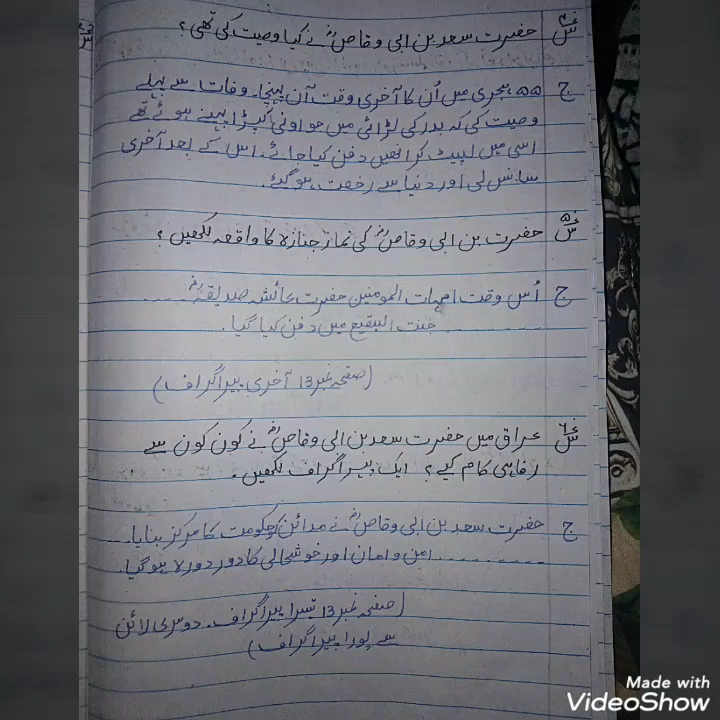 س۴ حضرت سعد بن ابی وقاصؓ نے کیا وصیت کی تھی؟
ج ۵۵ ہجری میں اُن کا آخری وقت آن پہنچا۔ وفات سے پہلے
وصیت کی کہ بدر کی لڑائی میں جو اونی کپڑا پہنے ہوئے تھے
اسی میں لپیٹ کر انھیں دفن کیا جائے۔ اس کے بعد آخری
سانس لی اور دنیا سے رخصت ہو گئے۔
س۵ حضرت بن ابی وقاصؓ کی نماز جنازہ کا واقعہ لکھیں؟
ج اُس وقت امہات المومنین حضرت عائشہ صدیقہؓ ----
---------- جنت البقیع میں دفن کیا گیا۔
(صفحہ نمبر 13 آخری پیراگراف)
س۶ عراق میں حضرت سعد بن ابی وقاصؓ نے کون کون سے
رفاہی کام کیے؟ ایک پیراگراف لکھیں۔
ج حضرت سعد بن ابی وقاصؓ نے مدائن کو حکومت کا مرکز بنایا۔
---------- امن و امان اور خوشحالی کا دور دورہ ہو گیا۔
(صفحہ نمبر 13 تسرا پیراگراف۔ دوسری لائن
سے پورا پیراگراف)
Made with
VideoShow